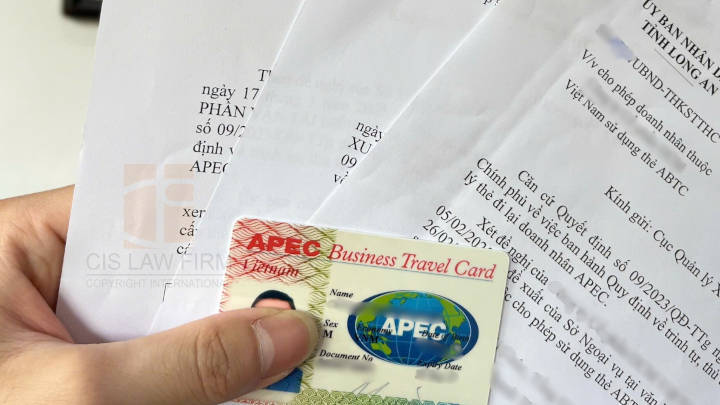 ngày 17
PHẦN
số 09/2
định v
APEC
xem
cấ
cá
ngày
XU
09
về
ỦY BAN NHÂN D
TỈNH LONG AN
/UBND-THKSTTHC
V/v cho phép doanh nhân thuộc
Việt Nam sử dụng thẻ ABTC
Kính gửi: Cục Quản lý X
Căn cứ Quyết định số 09/2023/QĐ-TTg n
Chính phủ về việc ban hành Quy định về trình tự, thủ
lý thẻ đi lại doanh nhân APEC.
Xét đề nghị của
05/02/202
đề xuất của Sở Ngoại vụ tại văn
26/0
cho phép sử dụng thẻ
CIS LAW FIRM
COPYRIGHT INTERNATIONAL
APEC Business Travel Card
Vietnam
Name
Sex
M
APEC
Document No
Expiry Date